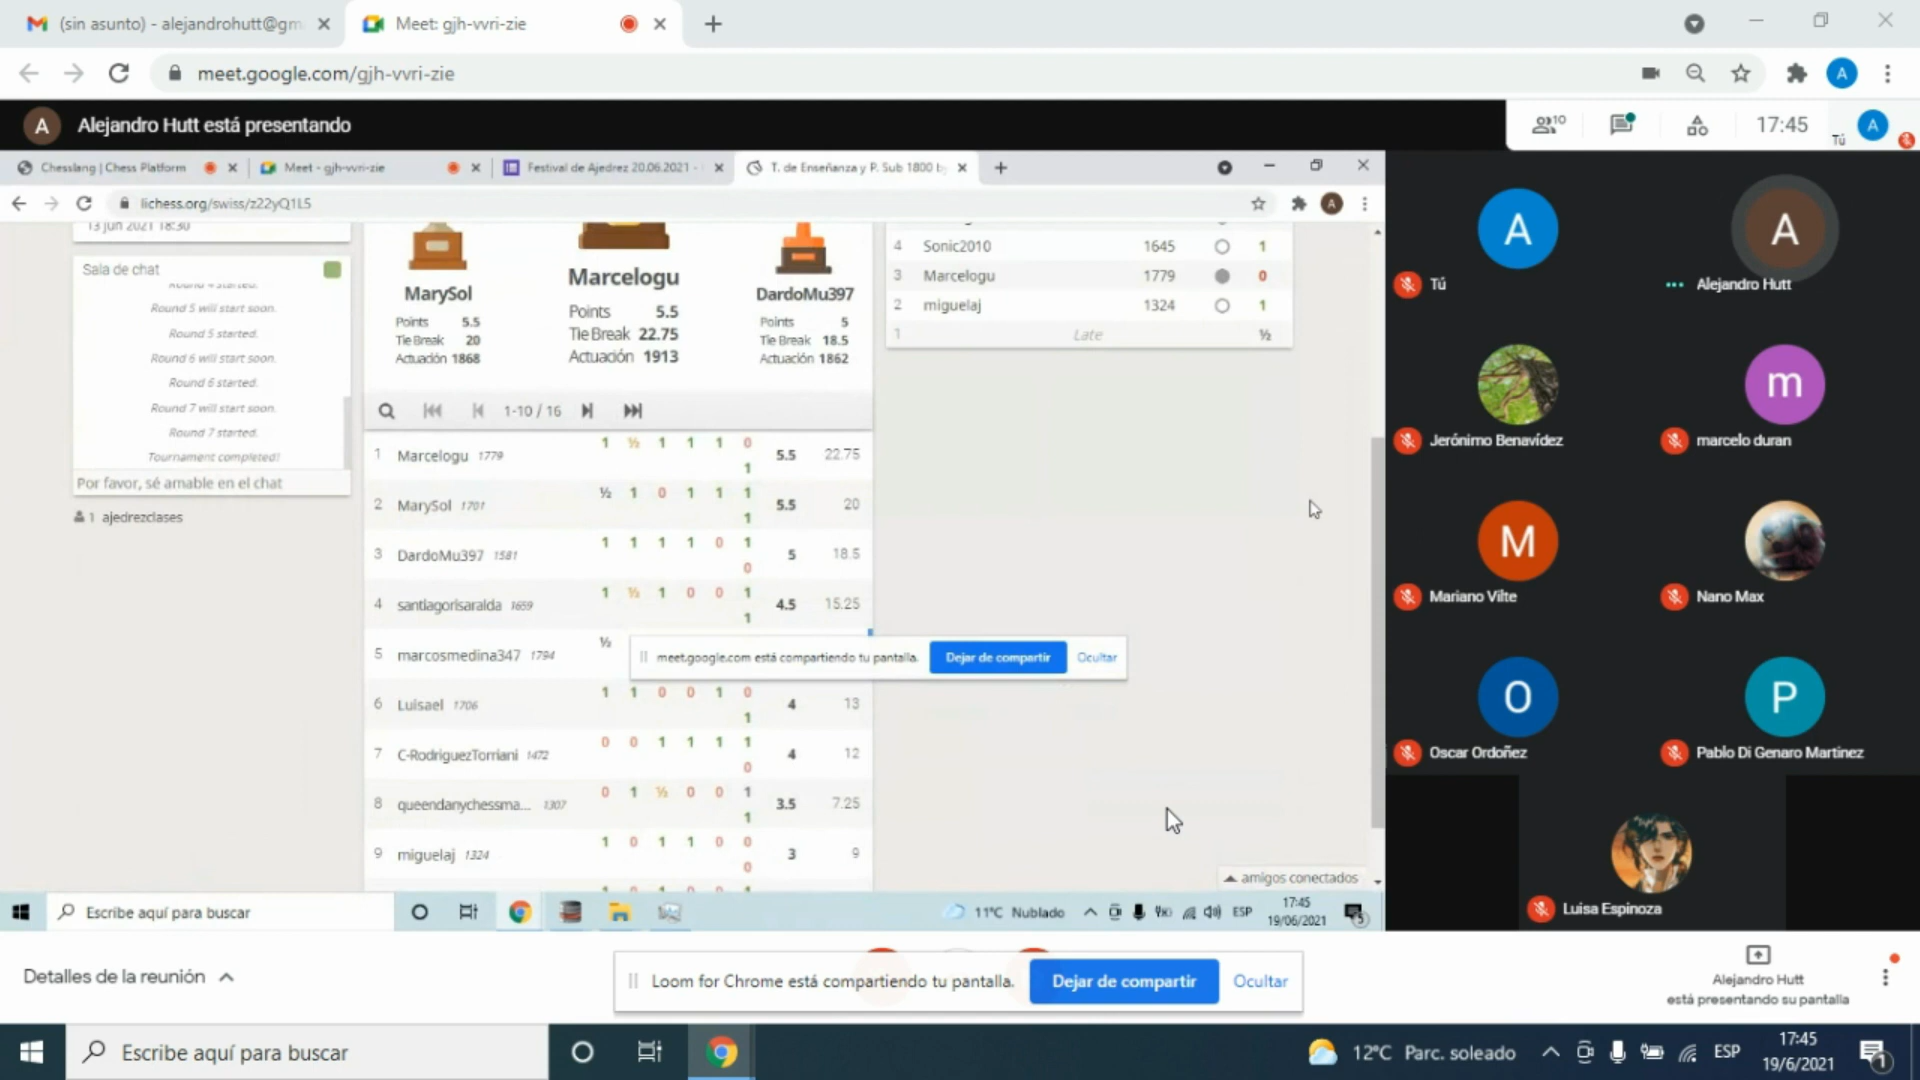 (sin asunto) - alejandrohutt@gm
Meet: gjh-vvri-zie
meet.google.com/gjh-vvri-zie
A
A Alejandro Hutt está presentando
10
17:45
Tú
A
Chesslang | Chess Platform
Meet - gjh-vvri-zie
Festival de Ajedrez 20.06.2021 -
T. de Enseñanza y P. Sub 1800 b
lichess.org/swiss/z22yQ1L5
A
13 jun 2021 18:30
Sala de chat
Round 4 started.
Round 5 will start soon.
Round 5 started.
Round 6 will start soon.
Round 6 started.
Round 7 will start soon.
Round 7 started.
Tournament completed!
Por favor, sé amable en el chat
1 ajedrezclases
MarySol
Points 5.5
Tie Break 20
Actuación 1868
Marcelogu
Points 5.5
Tie Break 22.75
Actuación 1913
DardoMu397
Points 5
Tie Break 18.5
Actuación 1862
1-10 / 16
1 Marcelogu 1779 1 ½ 1 1 1 0 1 5.5 22.75
2 MarySol 1701 ½ 1 0 1 1 1 1 5.5 20
3 DardoMu397 1581 1 1 1 1 0 1 0 5 18.5
4 santiagorisaralda 1659 1 ½ 1 0 0 1 1 4.5 15.25
5 marcosmedina347 1794 ½
6 Luisael 1706 1 1 0 0 1 0 1 4 13
7 C-RodriguezTorriani 1472 0 0 1 1 1 1 0 4 12
8 queendanychessma... 1307 0 1 ½ 0 0 1 1 3.5 7.25
9 miguelaj 1324 1 0 1 1 0 0 0 3 9
4 Sonic2010 1645 1
3 Marcelogu 1779 0
2 miguelaj 1324 1
1 Late ½
meet.google.com está compartiendo tu pantalla.
Dejar de compartir
Ocultar
amigos conectados
Escribe aquí para buscar
11°C Nublado
ESP
17:45
19/06/2021
5
A
Tú
A
Alejandro Hutt
Jerónimo Benavídez
m
marcelo duran
M
Mariano Vilte
Nano Max
O
Oscar Ordoñez
P
Pablo Di Genaro Martinez
Luisa Espinoza
Detalles de la reunión
Loom for Chrome está compartiendo tu pantalla.
Dejar de compartir
Ocultar
Alejandro Hutt
está presentando su pantalla
Escribe aquí para buscar
12°C Parc. soleado
ESP
17:45
19/6/2021
1